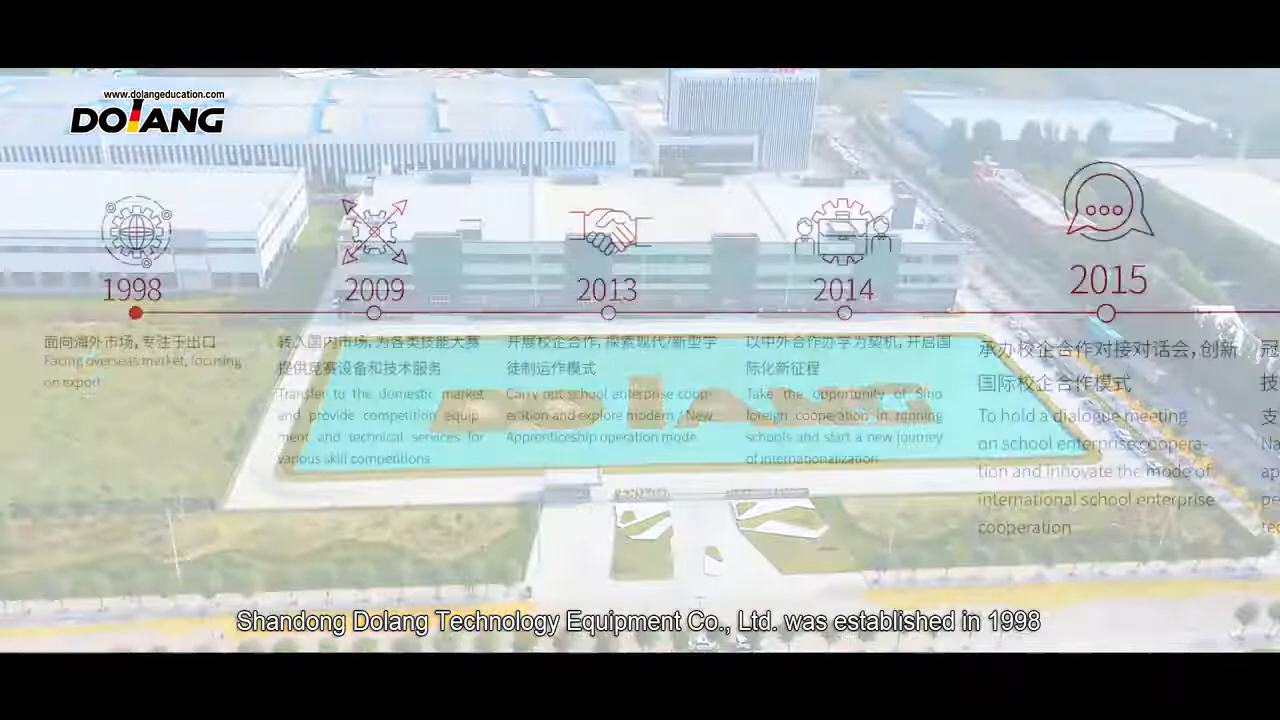 www.dolangeducation.com
DOLANG
1998
面向海外市场,专注于出口
Facing overseas market, focusing
on export
2009
转入国内市场,为各类技能大赛
提供竞赛设备和技术服务
Transfer to the domestic market
and provide competition equip-
ment and technical services for
various skill competitions
2013
开展校企合作,探索现代/新型学
徒制运作模式
Carry out school enterprise coop-
eration and explore modern / New
Apprenticeship operation mode
2014
以中外合作办学为契机,开启国
际化新征程
Take the opportunity of Sino
foreign cooperation in running
schools and start a new journey
of internationalization
2015
承办校企合作对接对话会,创新
国际校企合作模式
To hold a dialogue meeting
on school enterprise coopera-
tion and innovate the mode of
international school enterprise
cooperation
冠
技
支
Na
ap
pe
DOLANG
Shandong Dolang Technology Equipment Co., Ltd. was established in 1998